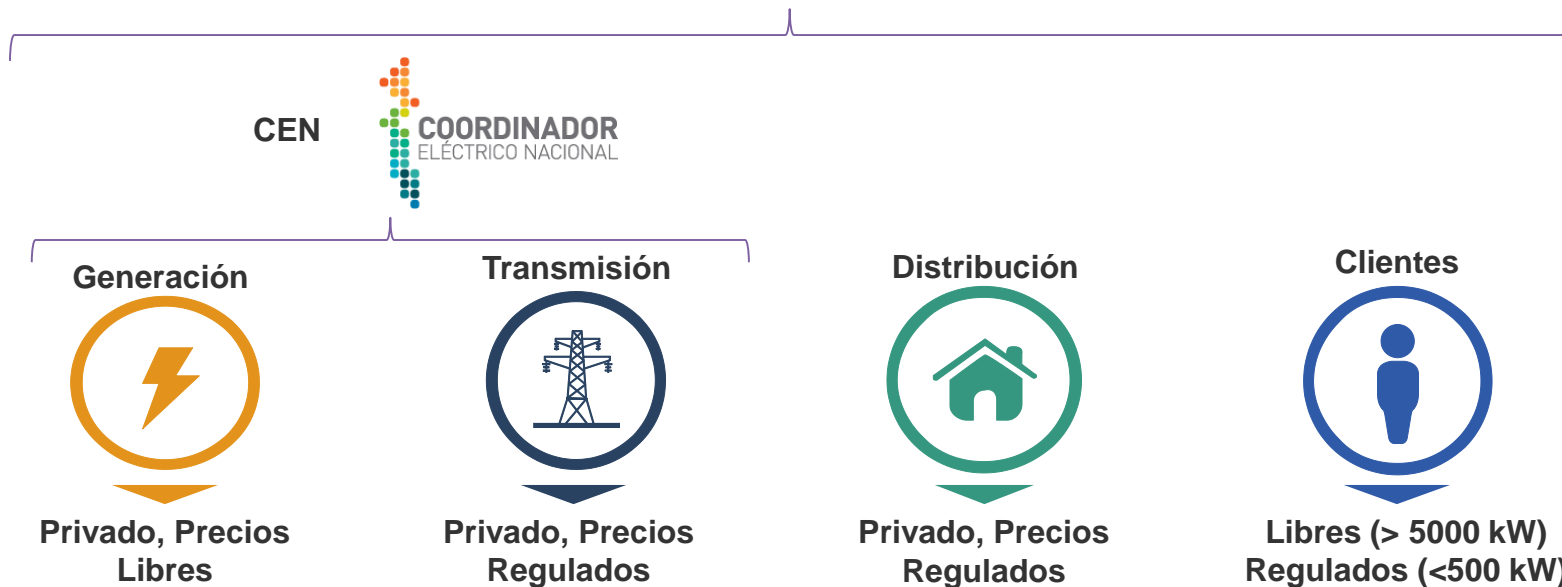 CEN
COORDINADOR
ELÉCTRICO NACIONAL
Generación
Transmisión
Distribución
Clientes
Privado, Precios
Libres
Privado, Precios
Regulados
Privado, Precios
Regulados
Libres (> 5000 kW)
Regulados (<500 kW)